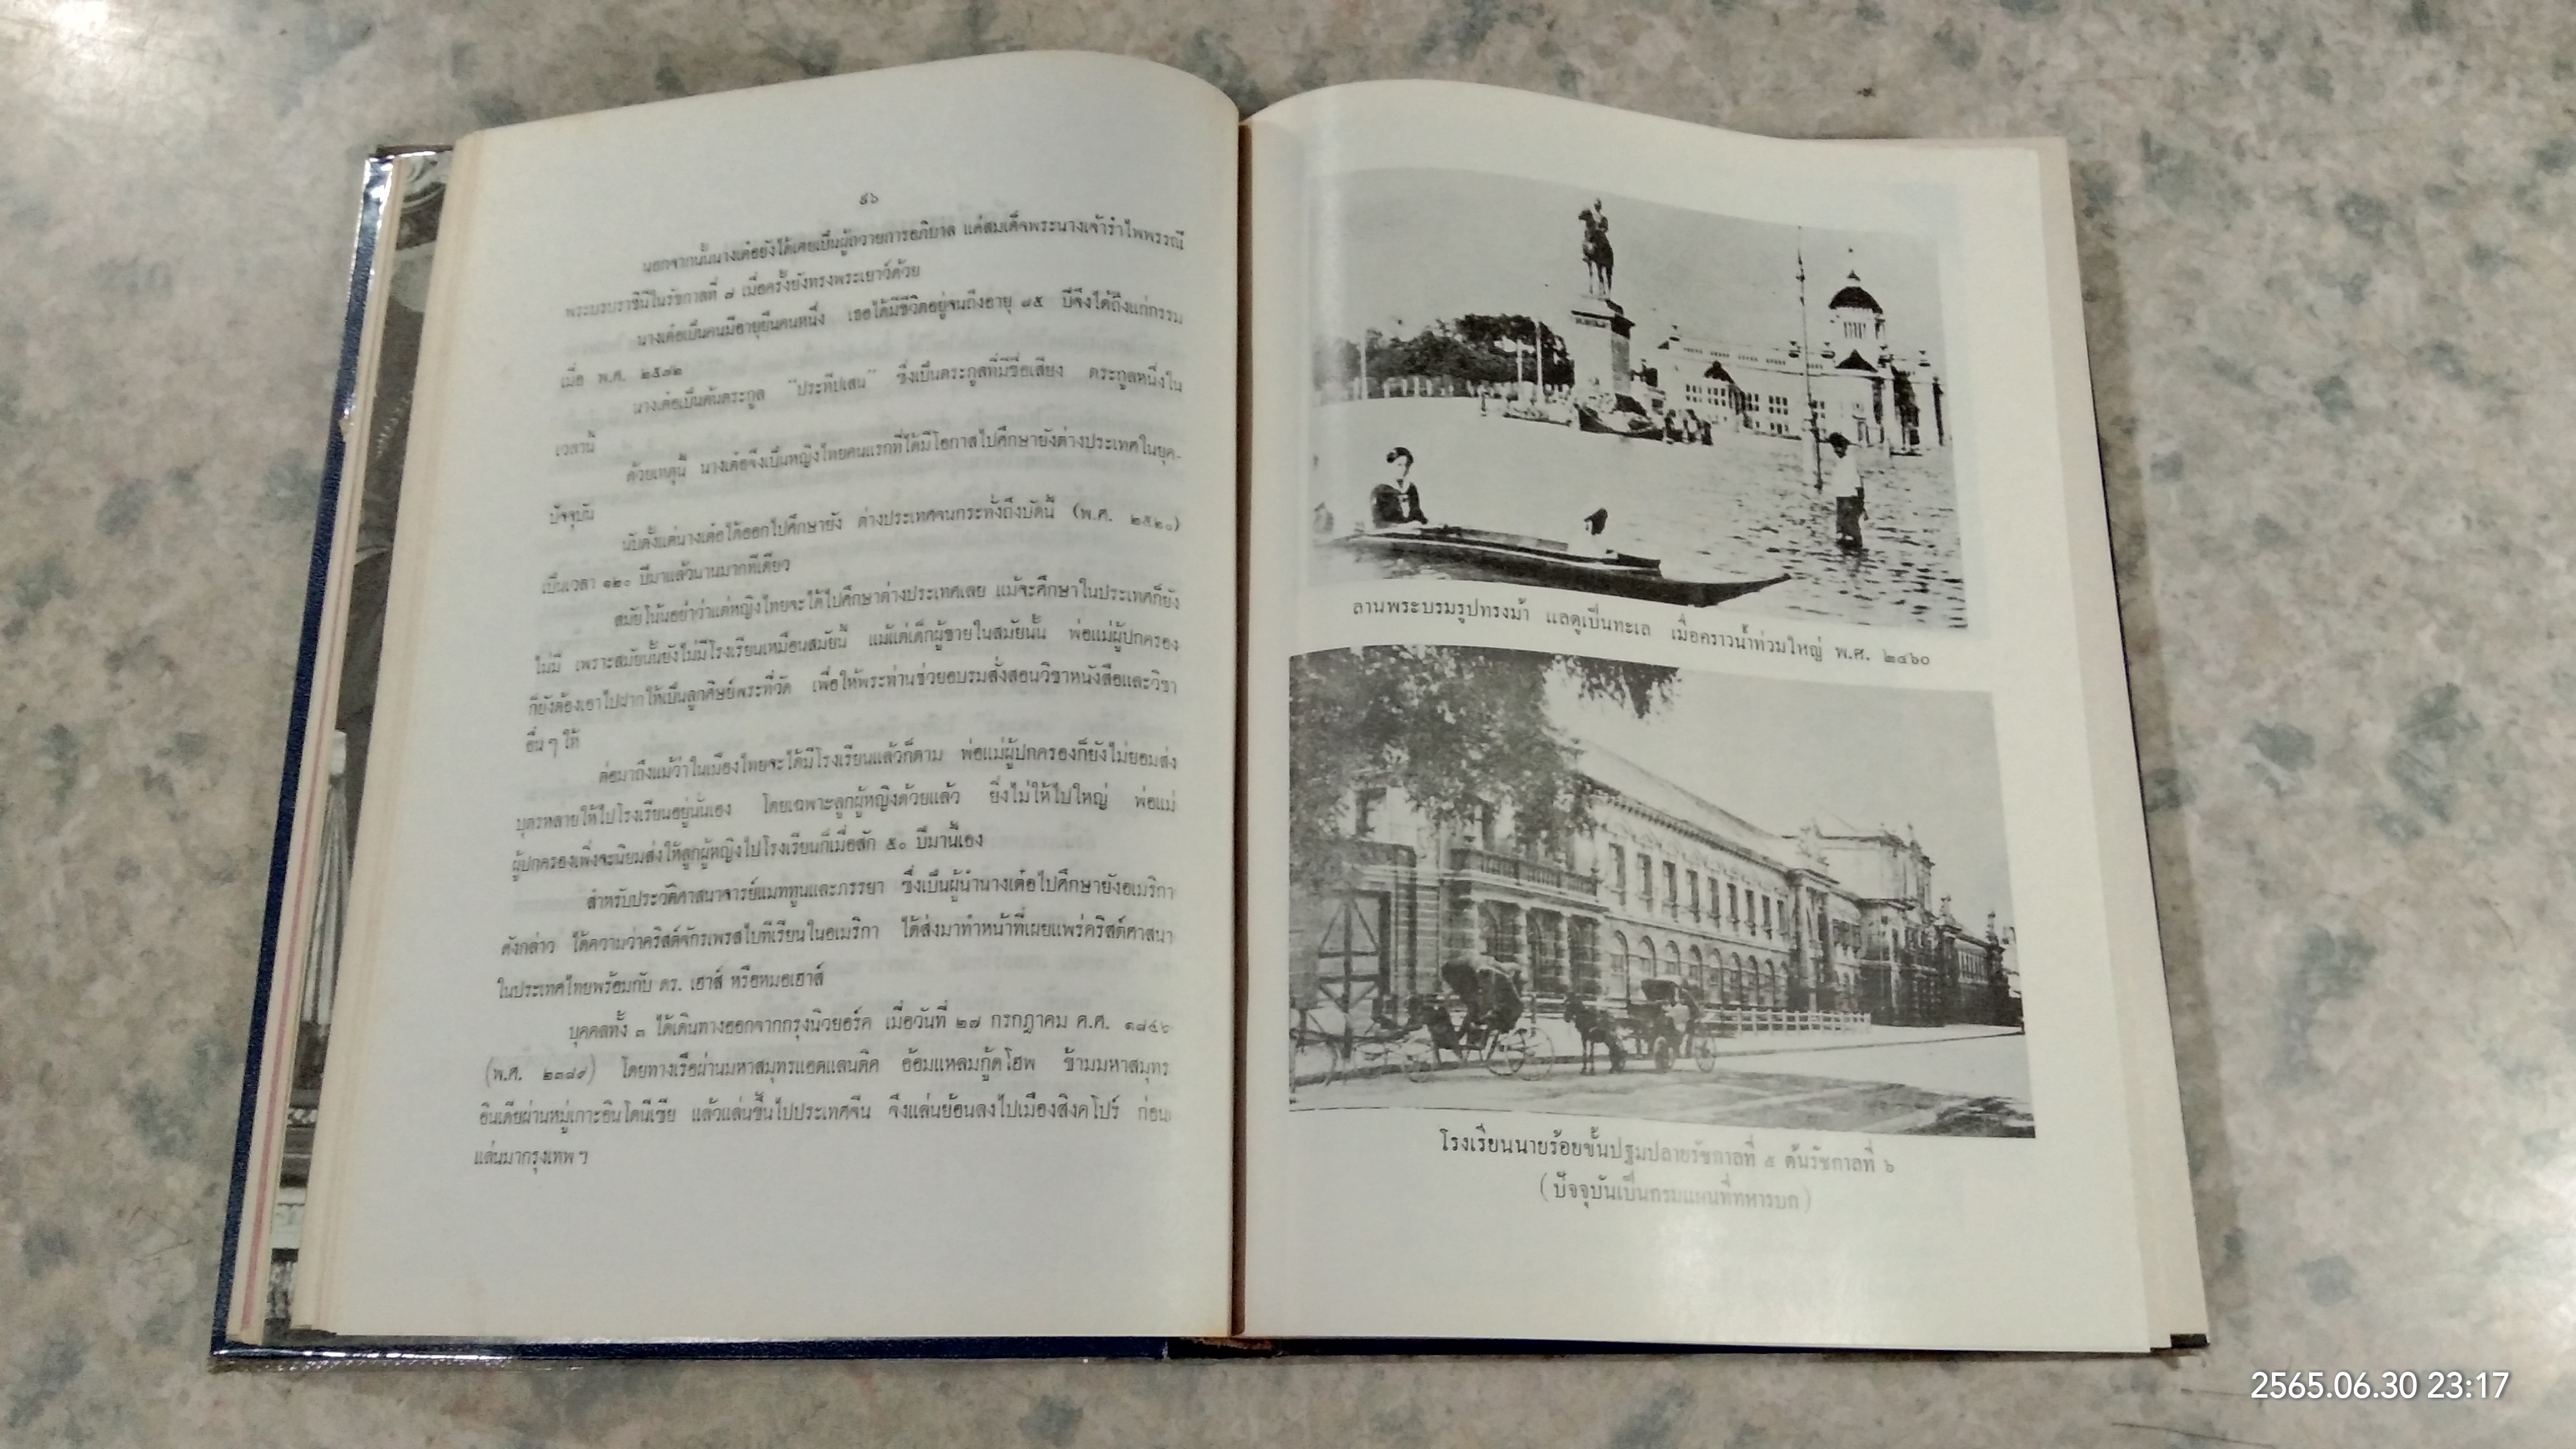 ๕๖
นอกจากนั้นนางเต๋อยังได้เคยเป็นผู้ถวายการอภิบาล แด่สมเด็จพระนางเจ้ารำไพพรรณี
พระบรมราชินีในรัชกาลที่ ๗ เมื่อครั้งยังทรงพระเยาว์ด้วย
นางเต๋อเป็นคนมีอายุยืนคนหนึ่ง เธอได้มีชีวิตอยู่จนถึงอายุ ๘๕ ปีจึงได้ถึงแก่กรรม
เมื่อ พ.ศ.
นางเต๋อเป็นต้นตระกูล "ประทีปเสน" ซึ่งเป็นตระกูลที่มีชื่อเสียง ตระกูลหนึ่งใน
เวลานี้
ด้วยเหตุนี้ นางเต๋อจึงเป็นหญิงไทยคนแรกที่ได้มีโอกาสไปศึกษายังต่างประเทศในยุค-
ปัจจุบัน
นับตั้งแต่นางเต๋อได้ออกไปศึกษายัง ต่างประเทศจนกระทั่งถึงบัดนี้ (พ.ศ. ๒๕๒๐)
เป็นเวลา ๑๒๐ ปีมาแล้วนานมากทีเดียว
สมัยโน้นอย่าว่าแต่หญิงไทยจะได้ไปศึกษาต่างประเทศเลย แม้จะศึกษาในประเทศก็ยัง
ไม่มี เพราะสมัยนั้นยังไม่มีโรงเรียนเหมือนสมัยนี้ แม้แต่เด็กผู้ชายในสมัยนั้น พ่อแม่ผู้ปกครอง
ก็ยังต้องเอาไปฝากให้เป็นลูกศิษย์พระที่วัด เพื่อให้พระท่านช่วยอบรมสั่งสอนวิชาหนังสือและวิชา
อื่นๆ ให้
ต่อมาถึงแม้ว่าในเมืองไทยจะได้มีโรงเรียนแล้วก็ตาม พ่อแม่ผู้ปกครองก็ยังไม่ยอมส่ง
บุตรหลายให้ไปโรงเรียนอยู่นั่นเอง โดยเฉพาะลูกผู้หญิงด้วยแล้ว ยิ่งไม่ให้ไปใหญ่ พ่อแม่
ผู้ปกครองเพิ่งจะนิยมส่งให้ลูกผู้หญิงไปโรงเรียนก็เมื่อสัก ๕๐ ปีมานี้เอง
สำหรับประวัติศาสนาจารย์แมททูนและภรรยา ซึ่งเป็นผู้นำนางเต๋อไปศึกษายังอเมริกา
ดังกล่าว ได้ความว่าคริสต์จักรเพรสไบทีเรียนในอเมริกา ได้ส่งมาทำหน้าที่เผยแพร่คริสต์ศาสนา
ในประเทศไทยพร้อมกับ ดร. เฮาส์ หรือหมอเฮาส์
บุคคลทั้ง ๓ ได้เดินทางออกจากกรุงนิวยอร์ค เมื่อวันที่ ๒๗ กรกฎาคม ค.ศ. ๑๘๔๖
(พ.ศ. ๒๓๘๙) โดยทางเรือผ่านมหาสมุทรแอตแลนติค อ้อมแหลมกู้ดโฮพ ข้ามมหาสมุทร
อินเดียผ่านหมู่เกาะอินโดนีเซีย แล้วแล่นขึ้นไปประเทศจีน จึงแล่นย้อนลงไปเมืองสิงคโปร์ ก่อน
แล่นมากรุงเทพฯ
ลานพระบรมรูปทรงม้า แลดูเป็นทะเล เมื่อคราวน้ำท่วมใหญ่ พ.ศ. ๒๔๖๐
โรงเรียนนายร้อยชั้นปฐมปลายรัชกาลที่ ๕ ต้นรัชกาลที่ ๖
(ปัจจุบันเป็นกรมแผนที่ทหารบก)
2565.06.30 23:17